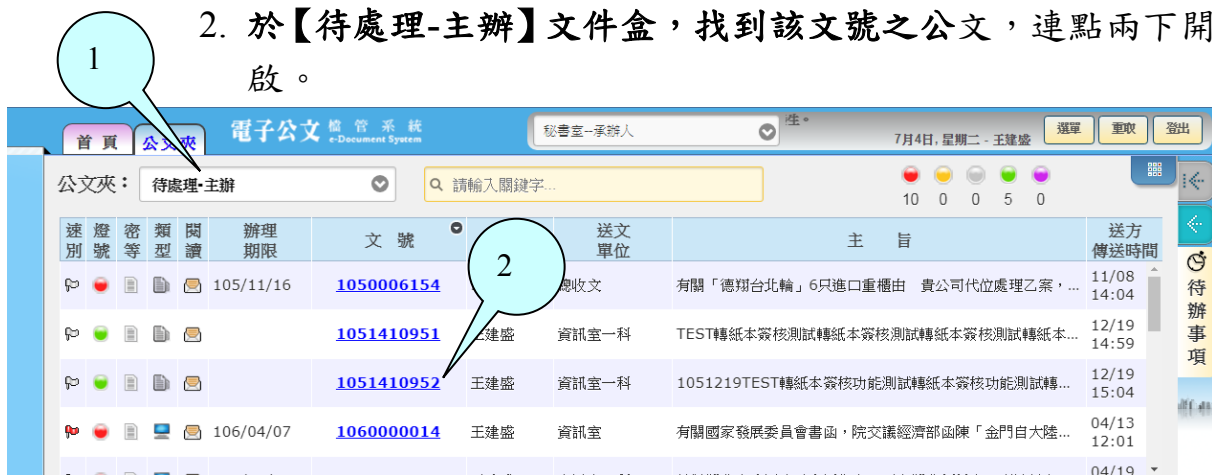 2. 於【待處理-主辦】文件盒，找到該文號之公文，連點兩下開
啟。
1
首頁
公文夾
電子公文 檔管系統
e-Document System
秘書室--承辦人
生。
7月4日, 星期二 - 王建盛
選單
重取
登出
公文夾：
待處理-主辦
請輸入關鍵字...
10 0 0 5 0
速別 燈號 密等 類型 閱讀 辦理期限 文 號 送文單位 主 旨 送方傳送時間
2
105/11/16 1050006154 總收文 有關「德翔台北輪」6只進口重櫃由 貴公司代位處理乙案，... 11/08 14:04
1051410951 王建盛 資訊室一科 TEST轉紙本簽核測試轉紙本簽核測試轉紙本簽核測試轉紙本... 12/19 14:59
1051410952 王建盛 資訊室一科 1051219TEST轉紙本簽核功能測試轉紙本簽核功能測試轉... 12/19 15:04
106/04/07 1060000014 王建盛 資訊室 有關國家發展委員會書函，院交議經濟部函陳「金門自大陸... 04/13 12:01
04/19
待辦事項